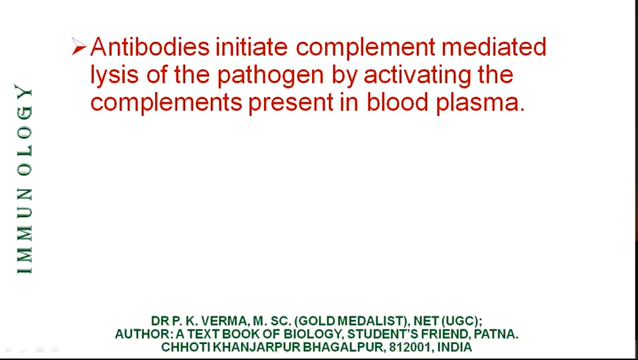 ➢Antibodies initiate complement mediated
lysis of the pathogen by activating the
complements present in blood plasma.
IMMUNOLOGY
DR P. K. VERMA, M. SC. (GOLD MEDALIST), NET (UGC);
AUTHOR: A TEXT BOOK OF BIOLOGY, STUDENT'S FRIEND, PATNA.
CHHOTI KHANJARPUR BHAGALPUR, 812001, INDIA